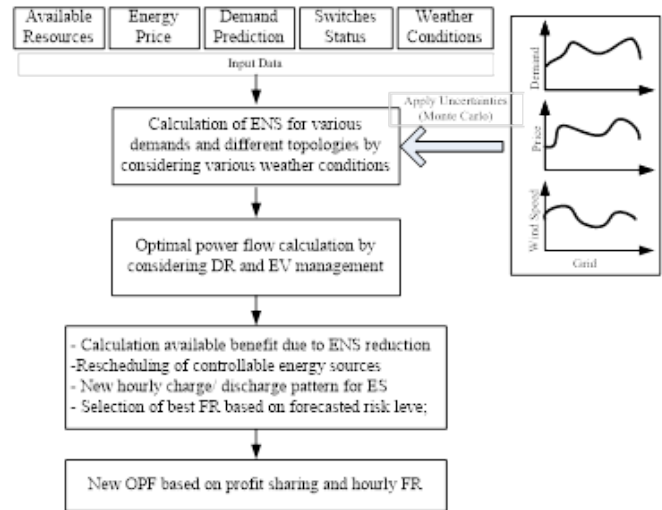 Available Resources
Energy Price
Demand Prediction
Switches Status
Weather Conditions
Input Data
Apply Uncertainties
(Monte Carlo)
Calculation of ENS for various
demands and different topologies by
considering various weather conditions
Optimal power flow calculation by
considering DR and EV management
- Calculation available benefit due to ENS reduction
-Rescheduling of controllable energy sources
- New hourly charge/ discharge pattern for ES
- Selection of best FR based on forecasted risk leve;
New OPF based on profit sharing and hourly FR
Demand
Price
Wind Speed
Grid